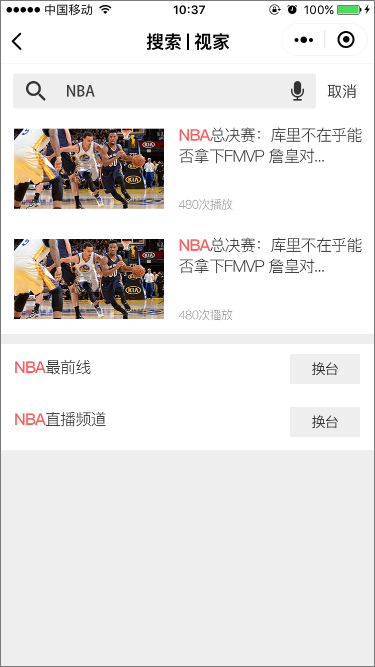 中国移动 10:37 100%
搜索 | 视家
NBA 取消
NBA总决赛：库里不在乎能
否拿下FMVP 詹皇对...
480次播放
NBA总决赛：库里不在乎能
否拿下FMVP 詹皇对...
480次播放
NBA最前线 换台
NBA直播频道 换台